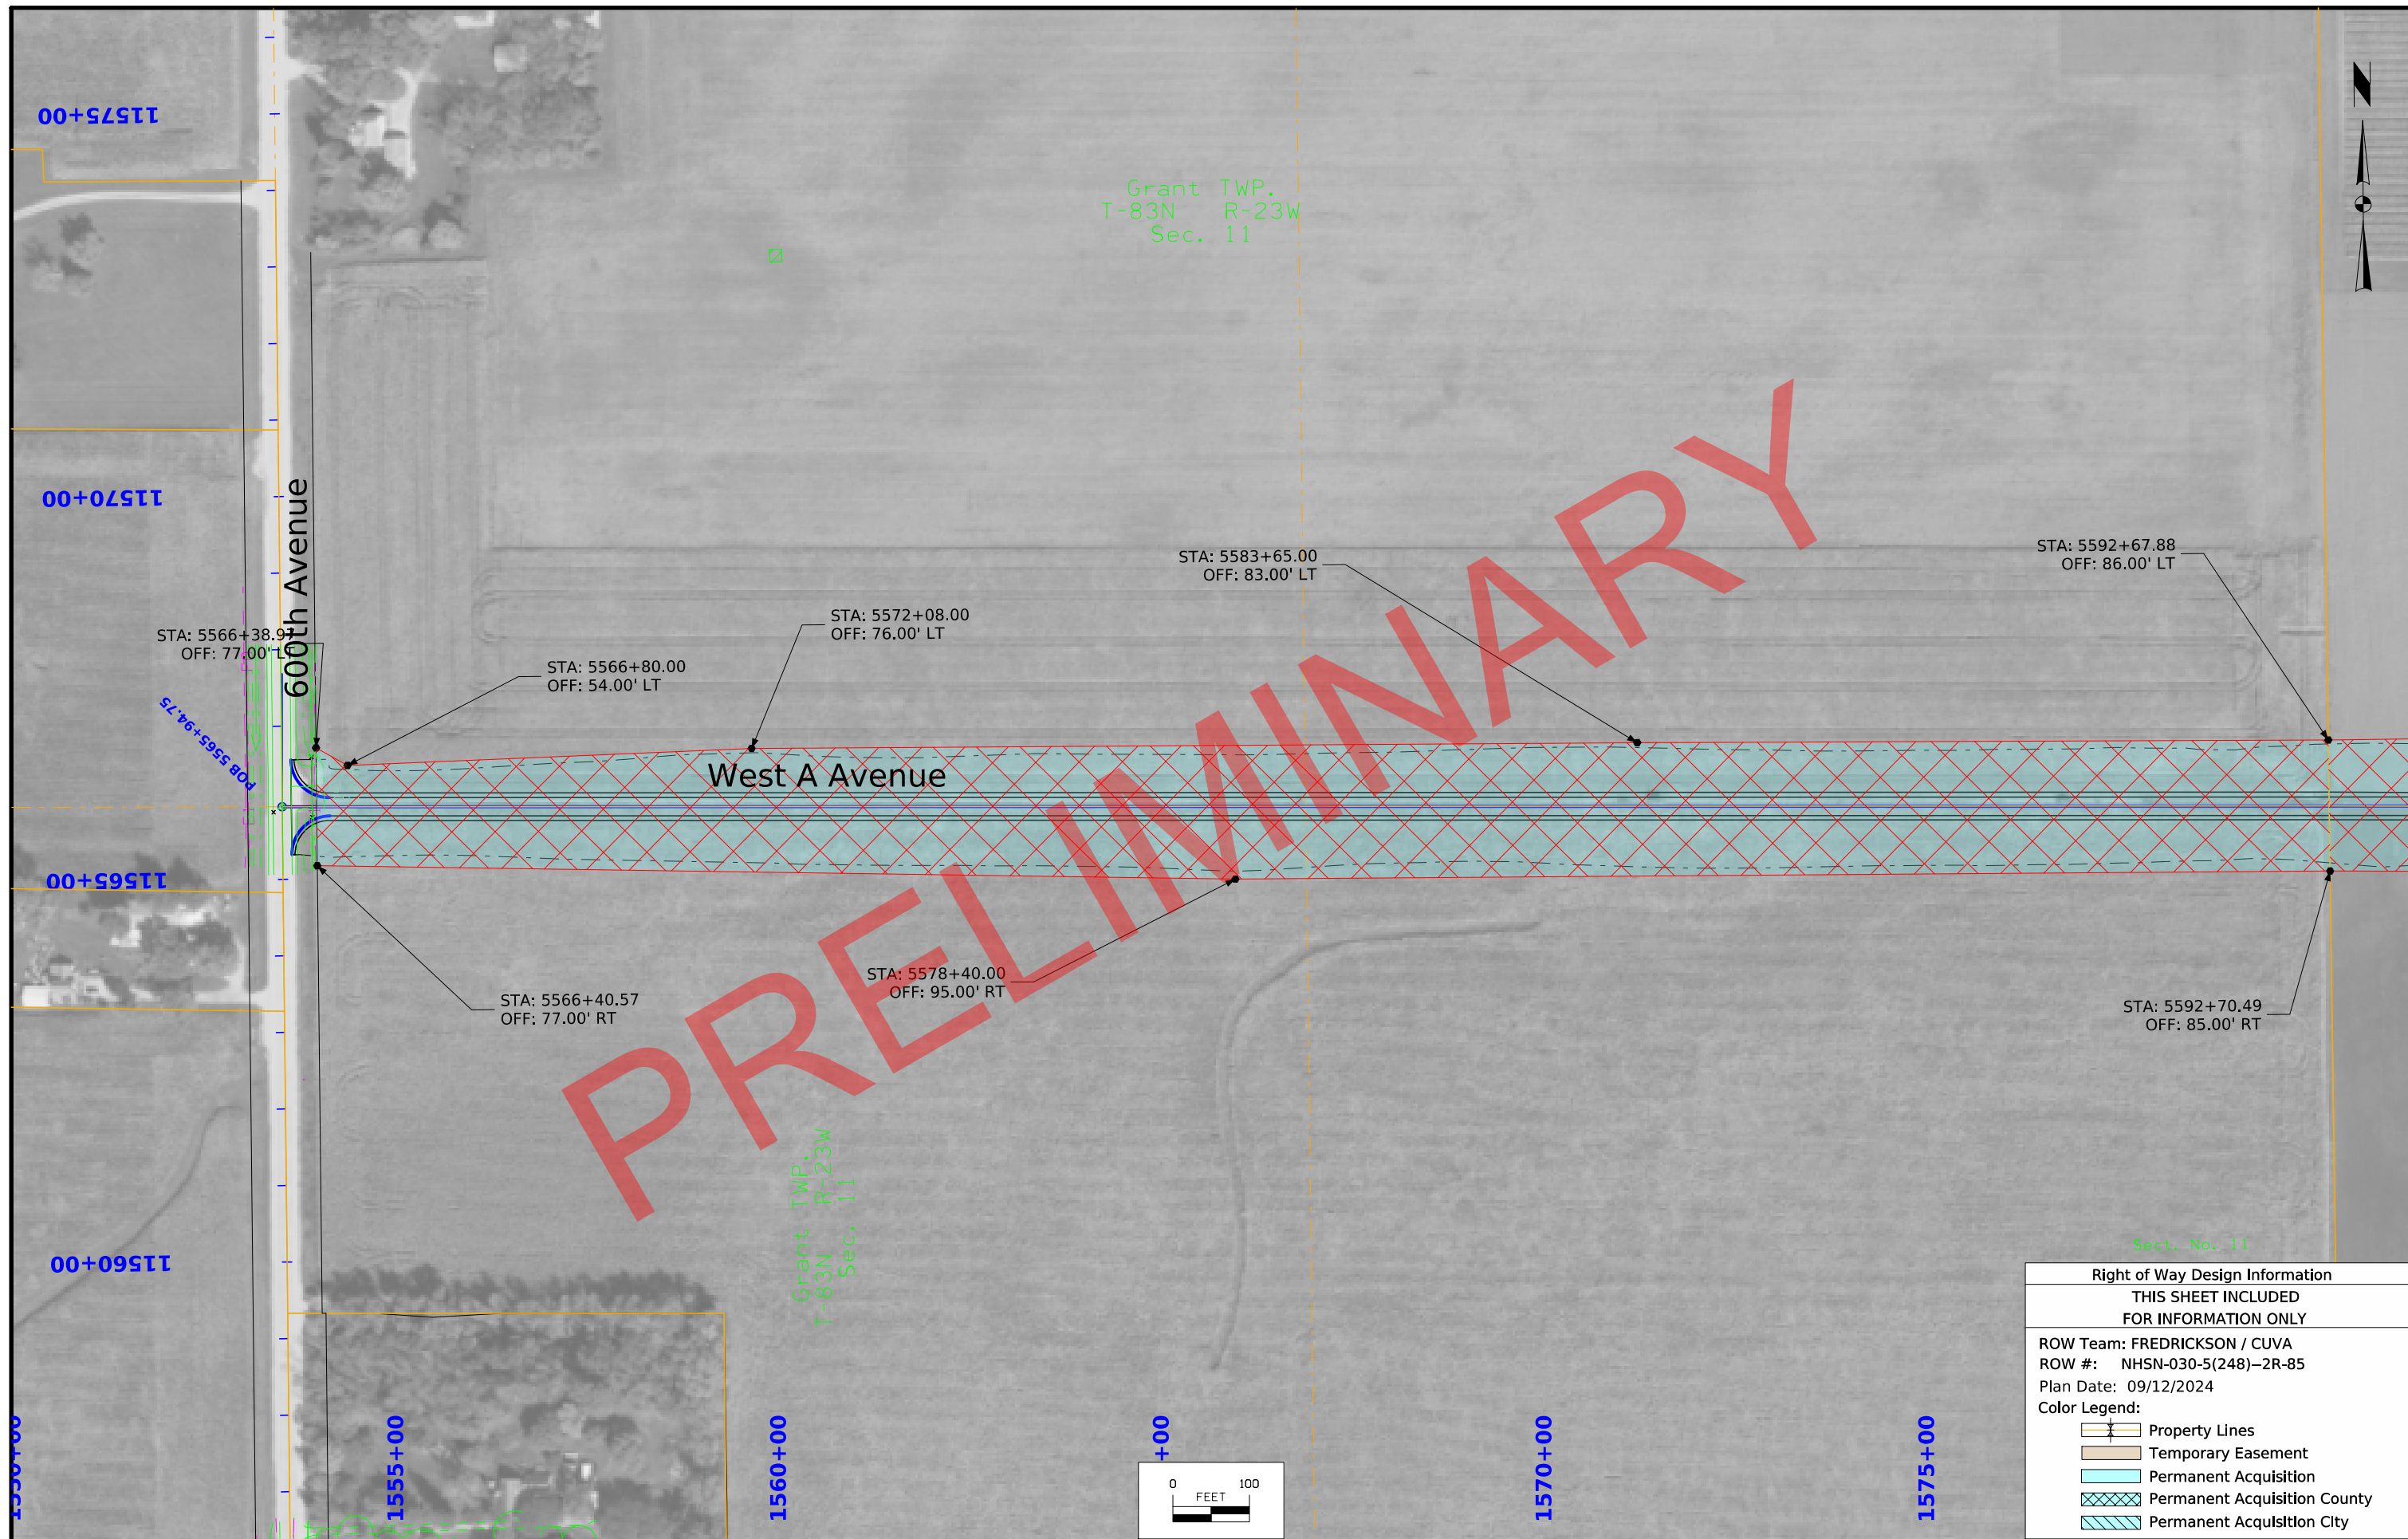 11575+00
Grant TWP.
T-83N R-23W
Sec. 11
N
11570+00
600th Avenue
STA: 5583+65.00
OFF: 83.00' LT
STA: 5592+67.88
OFF: 86.00' LT
STA: 5572+08.00
OFF: 76.00' LT
STA: 5566+38.97
OFF: 77.00' LT
STA: 5566+80.00
OFF: 54.00' LT
POB 5565+94.75
West A Avenue
PRELIMINARY
11565+00
STA: 5578+40.00
OFF: 95.00' RT
STA: 5566+40.57
OFF: 77.00' RT
STA: 5592+70.49
OFF: 85.00' RT
Grant TWP.
T-83N R-23W
Sec. 11
11560+00
Sect. No. 11
Right of Way Design Information
THIS SHEET INCLUDED
FOR INFORMATION ONLY
ROW Team: FREDRICKSON / CUVA
ROW #: NHSN-030-5(248)--2R-85
Plan Date: 09/12/2024
Color Legend:
Property Lines
Temporary Easement
Permanent Acquisition
Permanent Acquisition County
Permanent Acquisition City
1550+00
1555+00
1560+00
+00
1570+00
1575+00
0 100
FEET